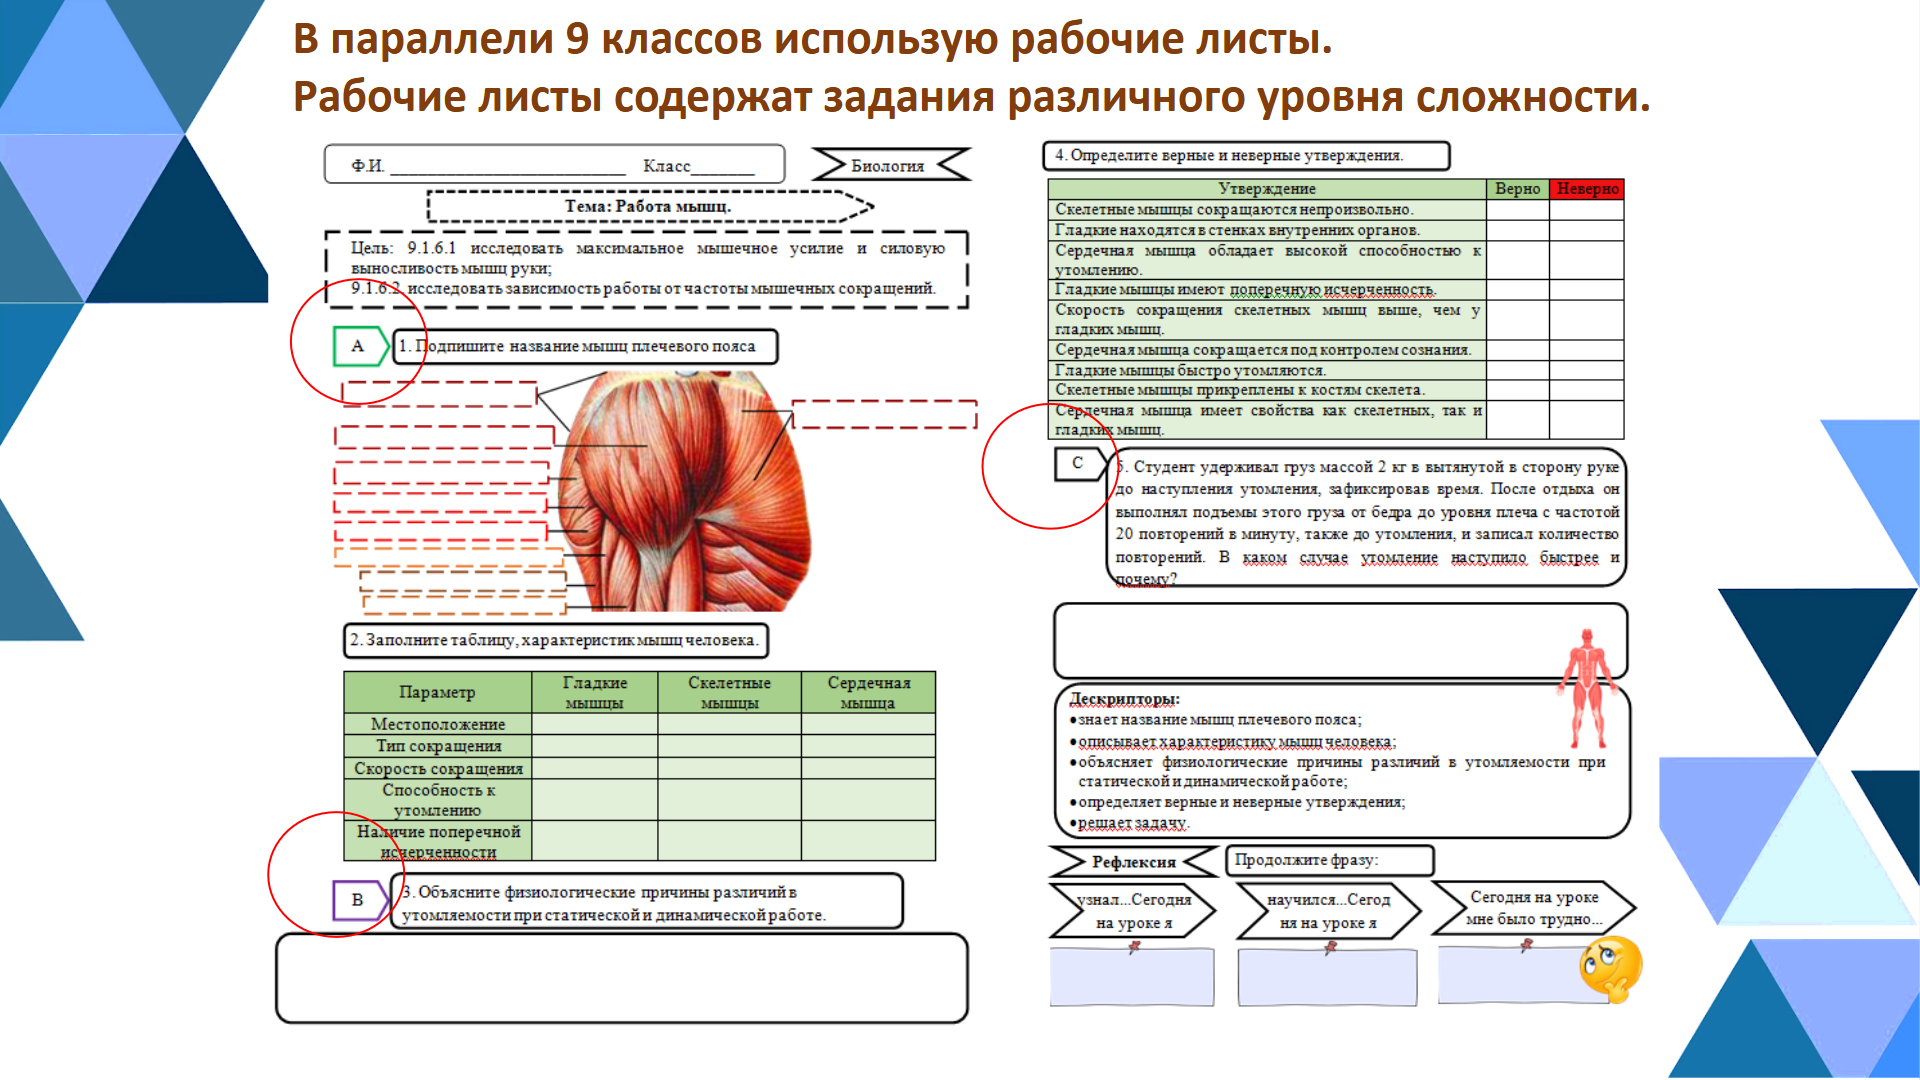 В параллели 9 классов использую рабочие листы.
Рабочие листы содержат задания различного уровня сложности.
Ф.И. ___________________________ Класс_______
Биология
Тема: Работа мышц.
Цель: 9.1.6.1 исследовать максимальное мышечное усилие и силовую
выносливость мышц руки;
9.1.6.2 исследовать зависимость работы от частоты мышечных сокращений.
A
1. Подпишите название мышц плечевого пояса
2. Заполните таблицу, характеристик мышц человека.
Параметр
Гладкие
мышцы
Скелетные
мышцы
Сердечная
мышца
Местоположение
Тип сокращения
Скорость сокращения
Способность к
утомлению
Наличие поперечной
исчерченности
B
3. Объясните физиологические причины различий в
утомляемости при статической и динамической работе.
4. Определите верные и неверные утверждения.
Утверждение Верно Неверно
Скелетные мышцы сокращаются непроизвольно.
Гладкие находятся в стенках внутренних органов.
Сердечная мышца обладает высокой способностью к
утомлению.
Гладкие мышцы имеют поперечную исчерченность.
Скорость сокращения скелетных мышц выше, чем у
гладких мышц.
Сердечная мышца сокращается под контролем сознания.
Гладкие мышцы быстро утомляются.
Скелетные мышцы прикреплены к костям скелета.
Сердечная мышца имеет свойства как скелетных, так и
гладких мышц.
C
5. Студент удерживал груз массой 2 кг в вытянутой в сторону руке
до наступления утомления, зафиксировав время. После отдыха он
выполнял подъемы этого груза от бедра до уровня плеча с частотой
20 повторений в минуту, также до утомления, и записал количество
повторений. В каком случае утомление наступило быстрее и
почему?
Дескрипторы:
•знает название мышц плечевого пояса;
•описывает характеристику мышц человека;
•объясняет физиологические причины различий в утомляемости при
статической и динамической работе;
•определяет верные и неверные утверждения;
•решает задачу.
Рефлексия
Продолжите фразу:
узнал...Сегодня
на уроке я
научился...Сегод
ня на уроке я
Сегодня на уроке
мне было трудно...